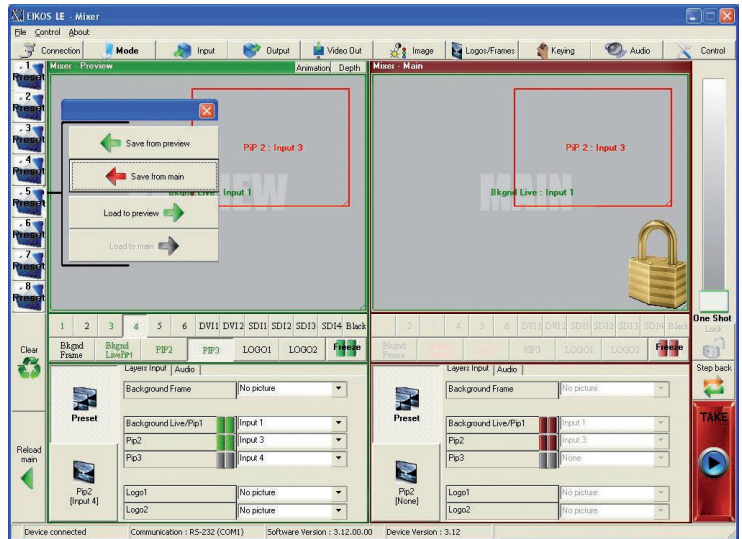 EIKOS LE - Mixer
File Control About
Connection Mode Input Output Video Out Image Logos/Frames Keying Audio Control
Mixer - Preview Animation Depth Mixer - Main
1 Preset
2 Preset
3 Preset
4 Preset
5 Preset
6 Preset
7 Preset
8 Preset
Save from preview
Save from main
Load to preview
Load to main
PiP 2 : Input 3
Bkgnd Live : Input 1
PiP 2 : Input 3
Bkgnd Live : Input 1
MAIN
One Shot
Lock
1 2 3 4 5 6 DVI1 DVI2 SDI1 SDI2 SDI3 SDI4 Black
2 4 5 6 DVI1 DVI2 SDI1 SDI2 SDI3 SDI4 Black
Clear
Bkgnd Frame Bkgnd Live/PiP1 PIP2 PIP3 LOGO1 LOGO2 Freeze
Bkgnd Frame PIP3 LOGO1 LOGO2 Freeze
Step back
Layers Input Audio
Background Frame No picture
Preset
Background Live/Pip1 Input 1
Pip2 Input 3
Pip3 Input 4
Pip2 [Input 4]
Logo1 No picture
Logo2 No picture
Layers Input Audio
Background Frame No picture
Preset
Background Live/Pip1 Input 1
Pip2 Input 3
Pip3 None
Pip2 [None]
Logo1 No picture
Logo2 No picture
TAKE
Reload main
Device connected Communication : RS-232 (COM1) Software Version : 3.12.00.00 Device Version : 3.12